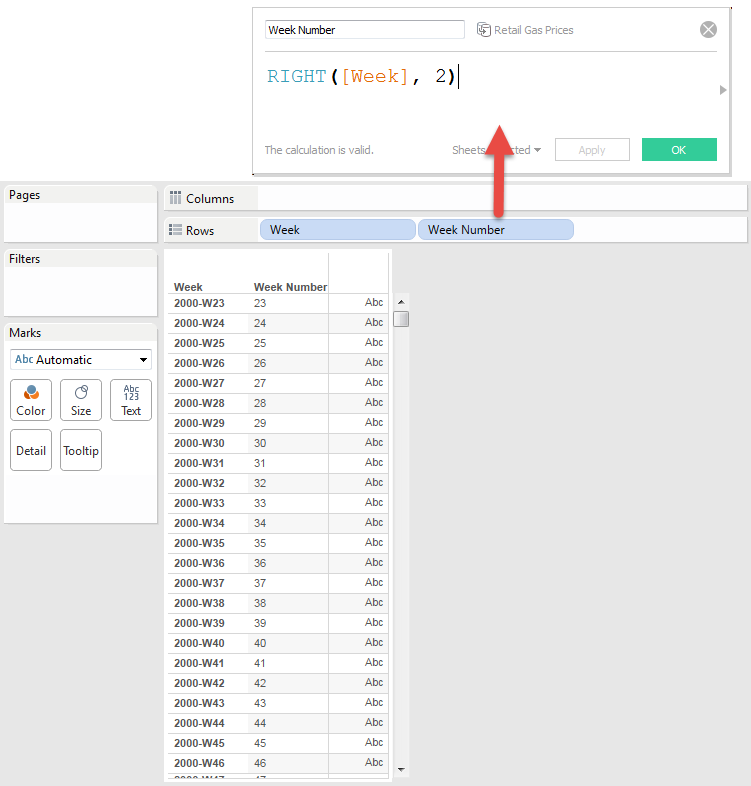 Week Number
Retail Gas Prices
RIGHT([Week], 2)
The calculation is valid.
Sheets
Apply
OK
Pages
Columns
Rows
Week
Week Number
Filters
Marks
Abc Automatic
Color
Size
Abc
123
Text
Detail
Tooltip
Week Week Number
2000-W23 23 Abc
2000-W24 24 Abc
2000-W25 25 Abc
2000-W26 26 Abc
2000-W27 27 Abc
2000-W28 28 Abc
2000-W29 29 Abc
2000-W30 30 Abc
2000-W31 31 Abc
2000-W32 32 Abc
2000-W33 33 Abc
2000-W34 34 Abc
2000-W35 35 Abc
2000-W36 36 Abc
2000-W37 37 Abc
2000-W38 38 Abc
2000-W39 39 Abc
2000-W40 40 Abc
2000-W41 41 Abc
2000-W42 42 Abc
2000-W43 43 Abc
2000-W44 44 Abc
2000-W45 45 Abc
2000-W46 46 Abc